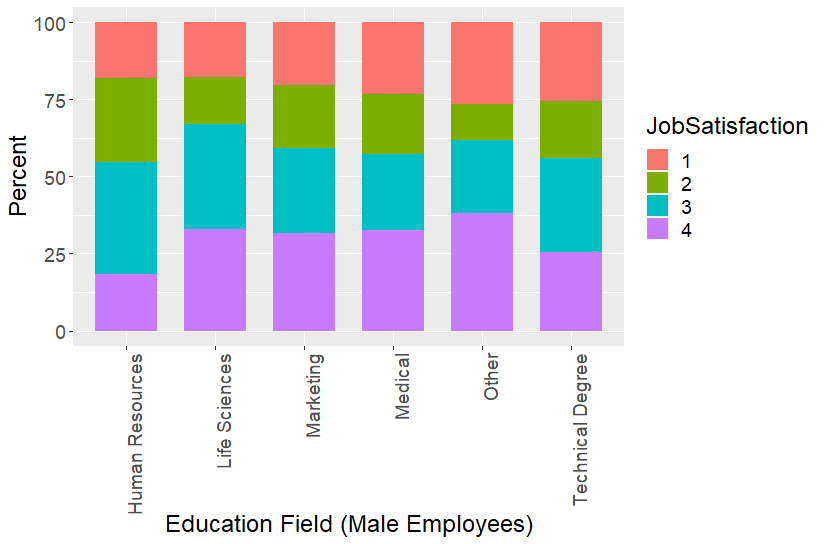 100
75
50
25
0
Percent
Human Resources
Life Sciences
Marketing
Medical
Other
Technical Degree
Education Field (Male Employees)
JobSatisfaction
1
2
3
4